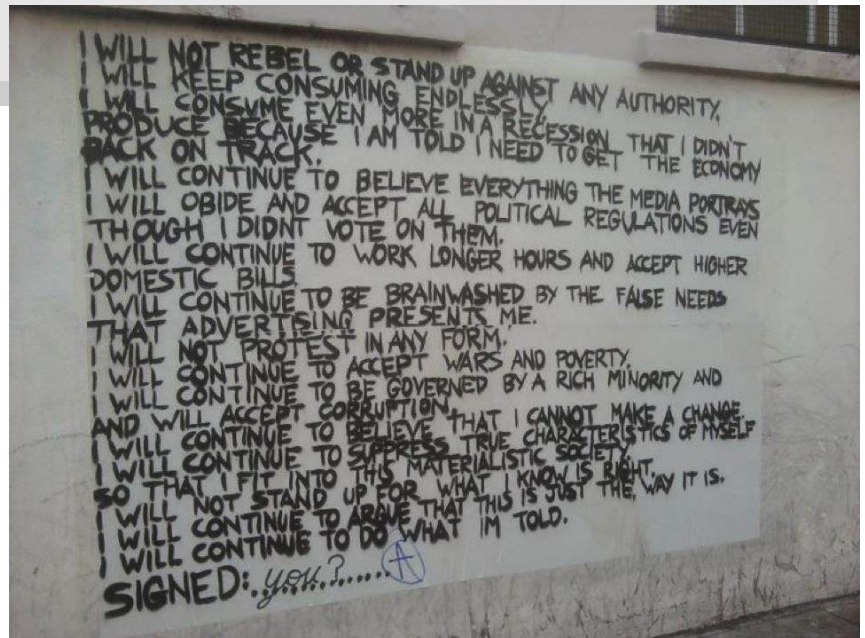 I WILL NOT REBEL OR STAND UP AGAINST ANY AUTHORITY.
I WILL KEEP CONSUMING ENDLESSLY.
I WILL CONSUME EVEN MORE IN A RECESSION THAT I DIDN'T
PRODUCE BECAUSE I AM TOLD I NEED TO GET THE ECONOMY
BACK ON TRACK.
I WILL CONTINUE TO BELIEVE EVERYTHING THE MEDIA PORTRAYS
I WILL OBIDE AND ACCEPT ALL POLITICAL REGULATIONS EVEN
THOUGH I DIDNT VOTE ON THEM.
I WILL CONTINUE TO WORK LONGER HOURS AND ACCEPT HIGHER
DOMESTIC BILLS
I WILL CONTINUE TO BE BRAINWASHED BY THE FALSE NEEDS
THAT ADVERTISING PRESENTS ME.
I WILL NOT PROTEST IN ANY FORM.
I WILL CONTINUE TO ACCEPT WARS AND POVERTY.
I WILL CONTINUE TO BE GOVERNED BY A RICH MINORITY AND
AND WILL ACCEPT CORRUPTION.
I WILL CONTINUE TO BELIEVE THAT I CANNOT MAKE A CHANGE.
I WILL CONTINUE TO SUPPRESS TRUE CHARACTERISTICS OF MYSELF
SO THAT I FIT INTO THIS MATERIALISTIC SOCIETY.
I WILL NOT STAND UP FOR WHAT I KNOW IS RIGHT.
I WILL CONTINUE TO ARGUE THAT THIS IS JUST THE WAY IT IS.
I WILL CONTINUE TO DO WHAT IM TOLD.
SIGNED: you?........ A